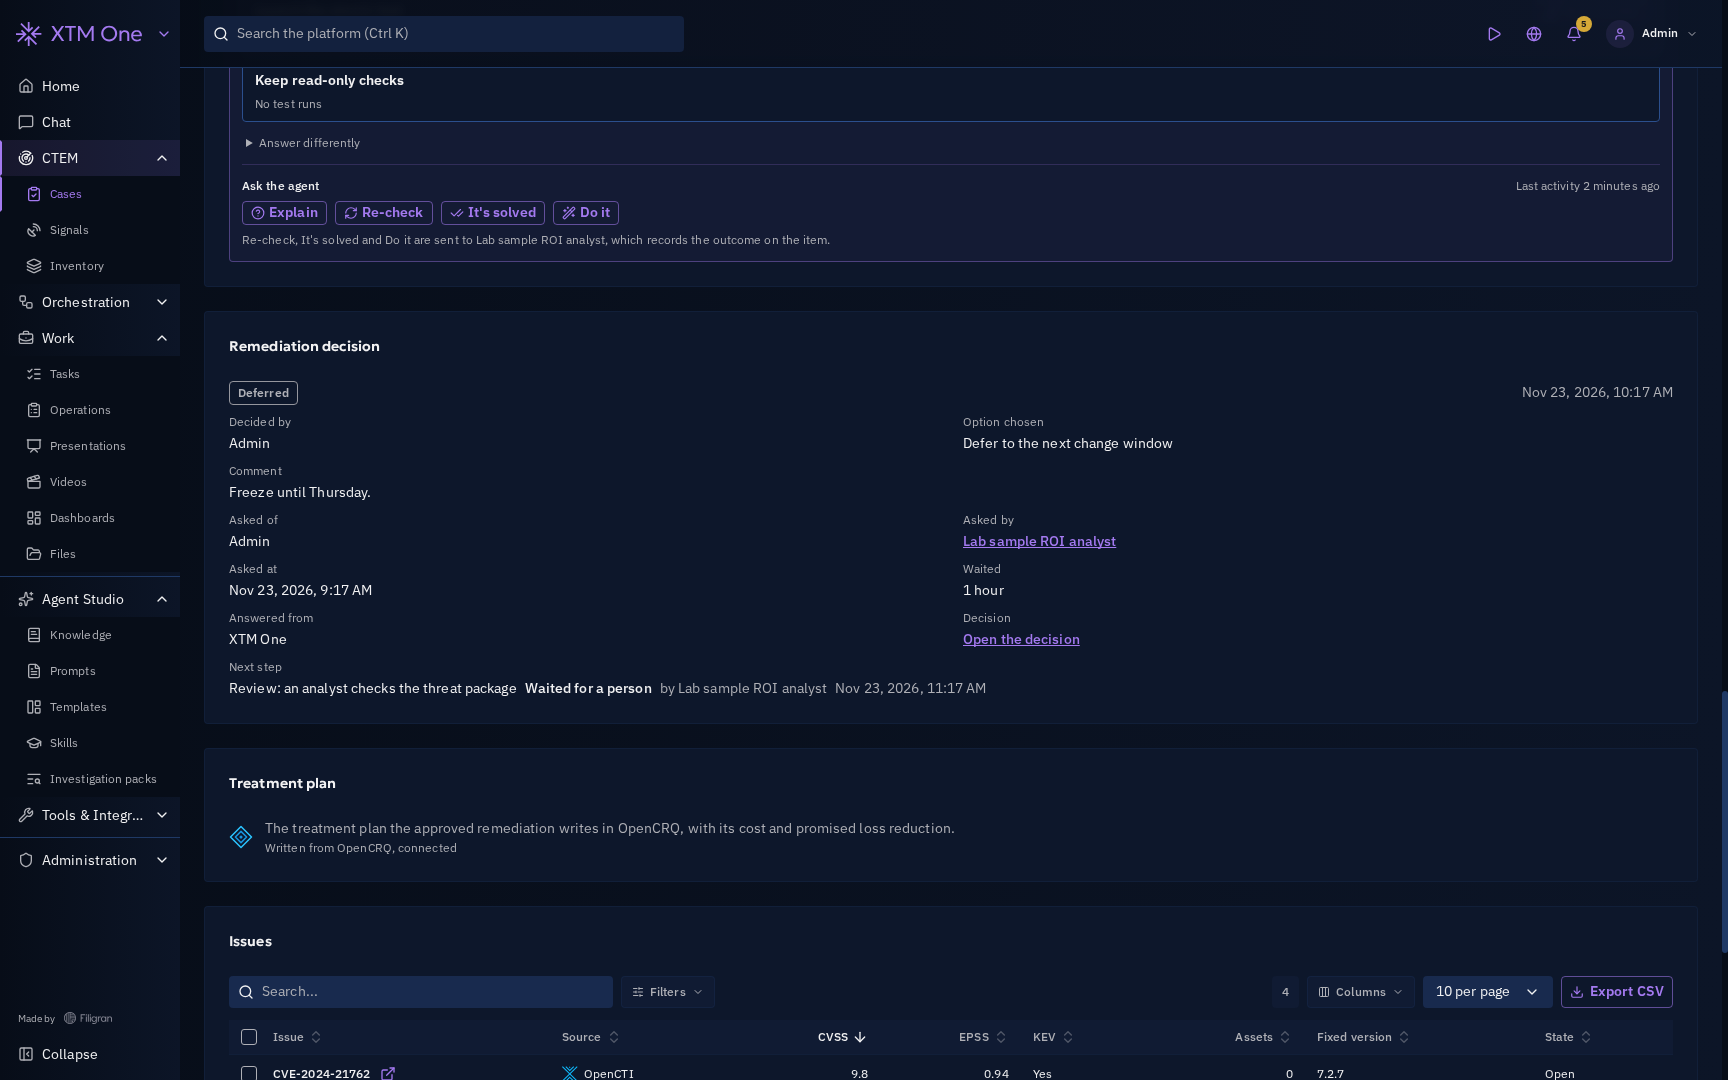 XTM One
Search the platform (Ctrl K)
5
Admin
Home
Chat
CTEM
Cases
Signals
Inventory
Orchestration
Work
Tasks
Operations
Presentations
Videos
Dashboards
Files
Agent Studio
Knowledge
Prompts
Templates
Skills
Investigation packs
Tools & Integr...
Administration
Made by Filigran
Collapse
Keep read-only checks
No test runs
Answer differently
Ask the agent
Last activity 2 minutes ago
Explain
Re-check
It's solved
Do it
Re-check, It's solved and Do it are sent to Lab sample ROI analyst, which records the outcome on the item.
Remediation decision
Deferred
Nov 23, 2026, 10:17 AM
Decided by
Admin
Option chosen
Defer to the next change window
Comment
Freeze until Thursday.
Asked of
Admin
Asked by
Lab sample ROI analyst
Asked at
Nov 23, 2026, 9:17 AM
Waited
1 hour
Answered from
XTM One
Decision
Open the decision
Next step
Review: an analyst checks the threat package Waited for a person by Lab sample ROI analyst Nov 23, 2026, 11:17 AM
Treatment plan
The treatment plan the approved remediation writes in OpenCRQ, with its cost and promised loss reduction.
Written from OpenCRQ, connected
Issues
Search...
Filters
4
Columns
10 per page
Export CSV
Issue Source CVSS EPSS KEV Assets Fixed version State
CVE-2024-21762 OpenCTI 9.8 0.94 Yes 0 7.2.7 Open